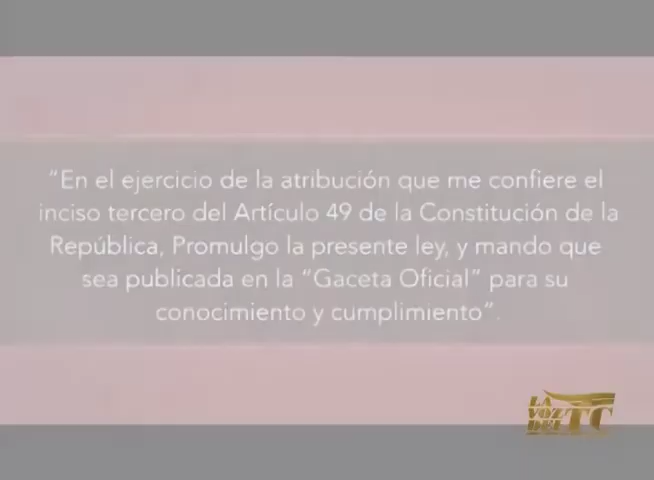 “En el ejercicio de la atribución que me confiere el
inciso tercero del Artículo 49 de la Constitución de la
República, Promulgo la presente ley, y mando que
sea publicada en la “Gaceta Oficial” para su
conocimiento y cumplimiento”.
LA
VOZ
DEL TC